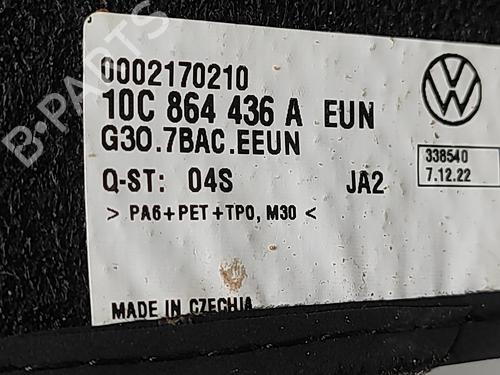 0002170210
10C 864 436 A EUN
G30.7BAC.EEUN
Q-ST: 04S JA2
338540
7.12.22
> PA6+PET+TPO, M30 <
MADE IN CZECHIA